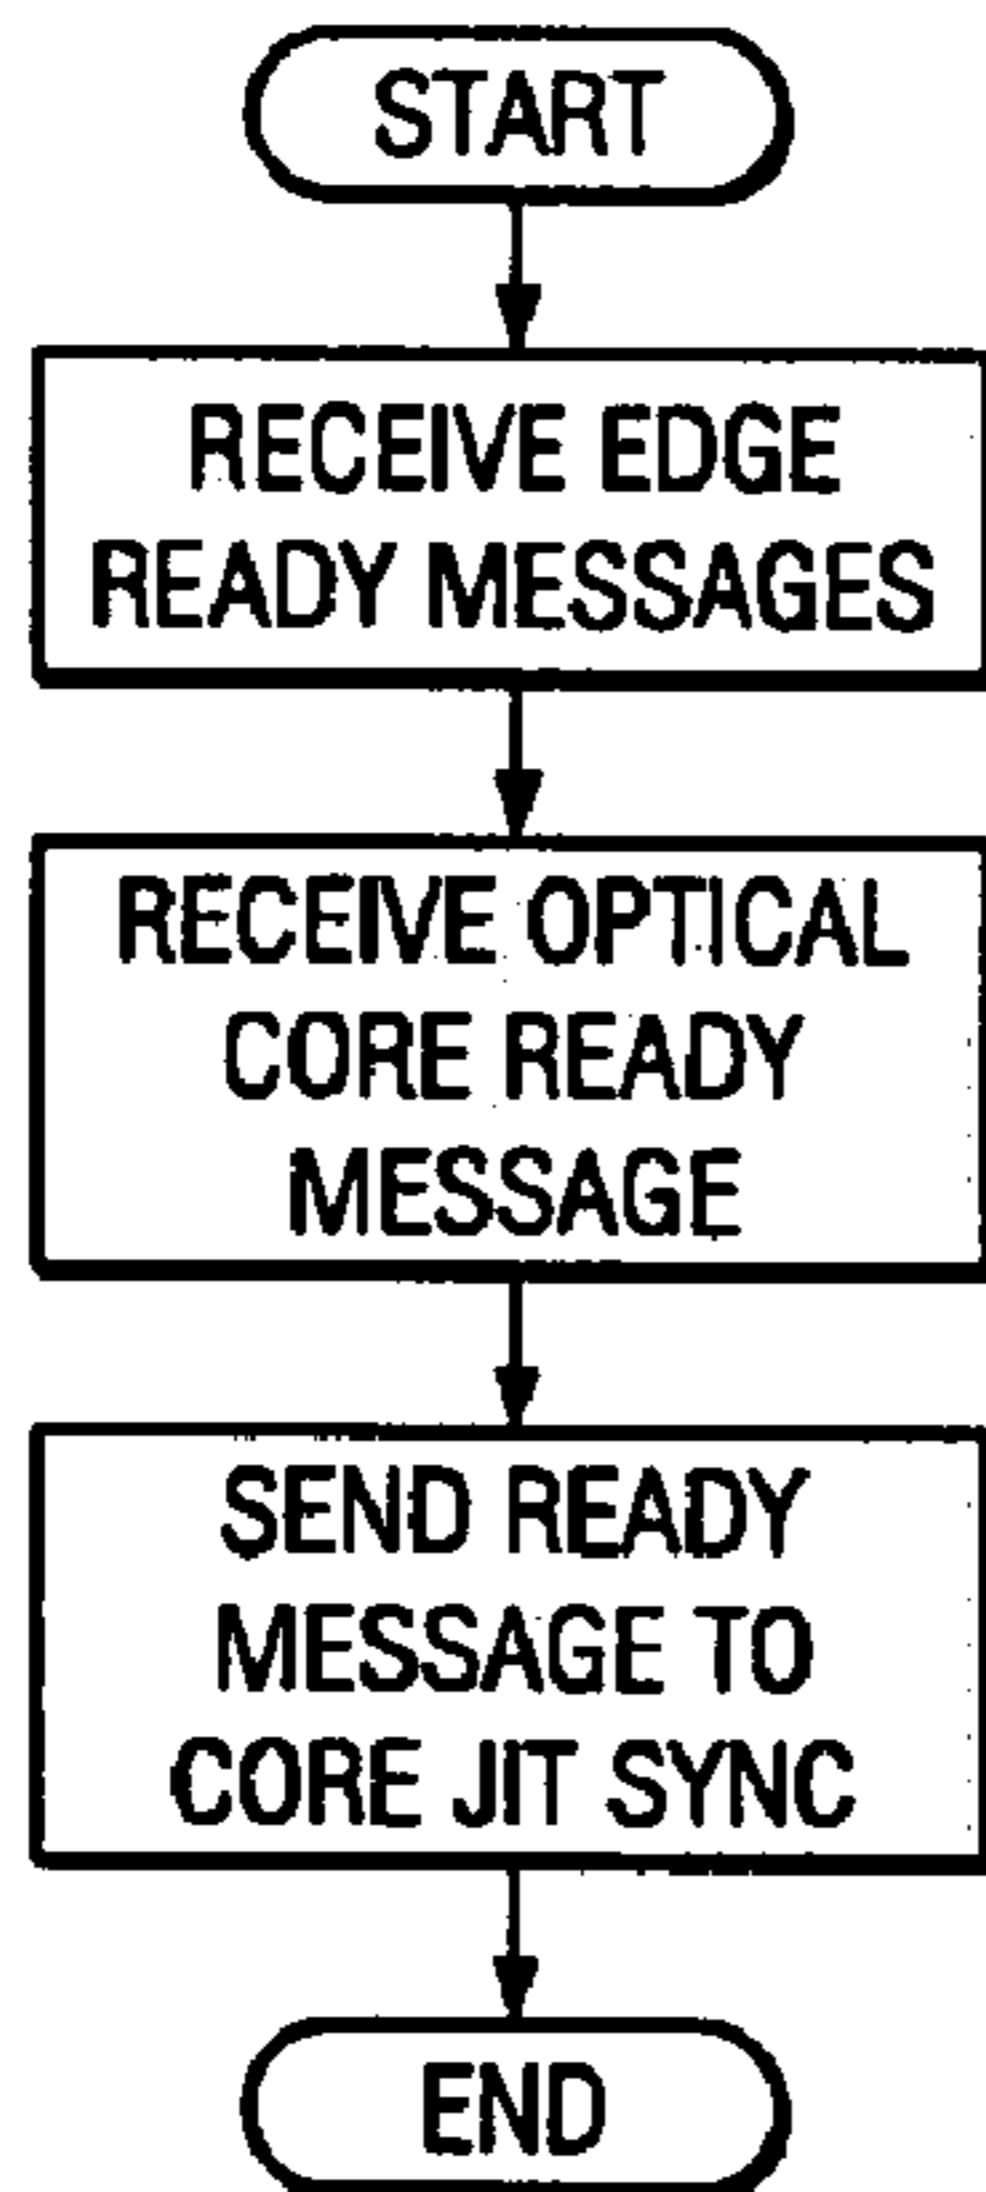 START
RECEIVE EDGE
READY MESSAGES
RECEIVE OPTICAL
CORE READY
MESSAGE
SEND READY
MESSAGE TO
CORE JIT SYNC
END